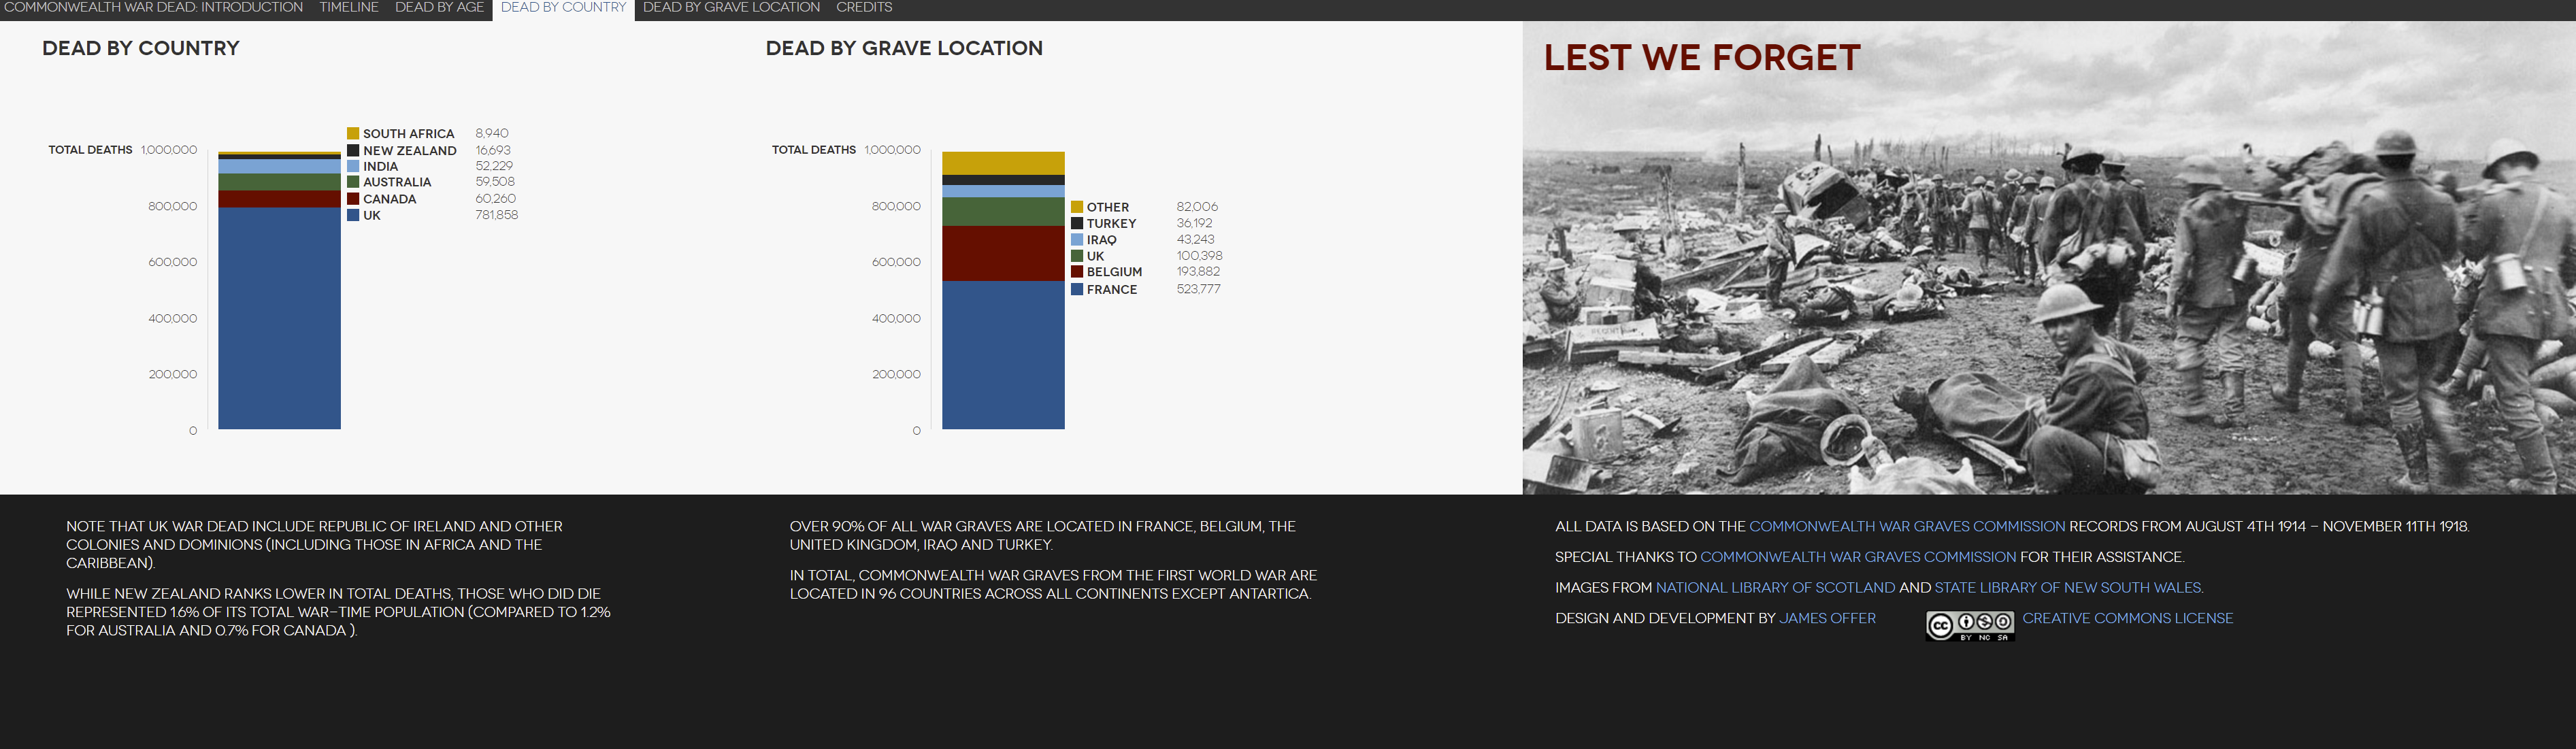 COMMONWEALTH WAR DEAD: INTRODUCTION TIMELINE DEAD BY AGE DEAD BY COUNTRY DEAD BY GRAVE LOCATION CREDITS
DEAD BY COUNTRY
TOTAL DEATHS 1,000,000
800,000
600,000
400,000
200,000
0
SOUTH AFRICA 8,940
NEW ZEALAND 16,693
INDIA 52,229
AUSTRALIA 59,508
CANADA 60,260
UK 781,858
NOTE THAT UK WAR DEAD INCLUDE REPUBLIC OF IRELAND AND OTHER
COLONIES AND DOMINIONS (INCLUDING THOSE IN AFRICA AND THE
CARIBBEAN).
WHILE NEW ZEALAND RANKS LOWER IN TOTAL DEATHS, THOSE WHO DID DIE
REPRESENTED 1.6% OF ITS TOTAL WAR-TIME POPULATION (COMPARED TO 1.2%
FOR AUSTRALIA AND 0.7% FOR CANADA ).
DEAD BY GRAVE LOCATION
TOTAL DEATHS 1,000,000
800,000
600,000
400,000
200,000
0
OTHER 82,006
TURKEY 36,192
IRAQ 43,243
UK 100,398
BELGIUM 193,882
FRANCE 523,777
OVER 90% OF ALL WAR GRAVES ARE LOCATED IN FRANCE, BELGIUM, THE
UNITED KINGDOM, IRAQ AND TURKEY.
IN TOTAL, COMMONWEALTH WAR GRAVES FROM THE FIRST WORLD WAR ARE
LOCATED IN 96 COUNTRIES ACROSS ALL CONTINENTS EXCEPT ANTARTICA.
LEST WE FORGET
ALL DATA IS BASED ON THE COMMONWEALTH WAR GRAVES COMMISSION RECORDS FROM AUGUST 4TH 1914 - NOVEMBER 11TH 1918.
SPECIAL THANKS TO COMMONWEALTH WAR GRAVES COMMISSION FOR THEIR ASSISTANCE.
IMAGES FROM NATIONAL LIBRARY OF SCOTLAND AND STATE LIBRARY OF NEW SOUTH WALES.
DESIGN AND DEVELOPMENT BY JAMES OFFER CC BY NC SA CREATIVE COMMONS LICENSE